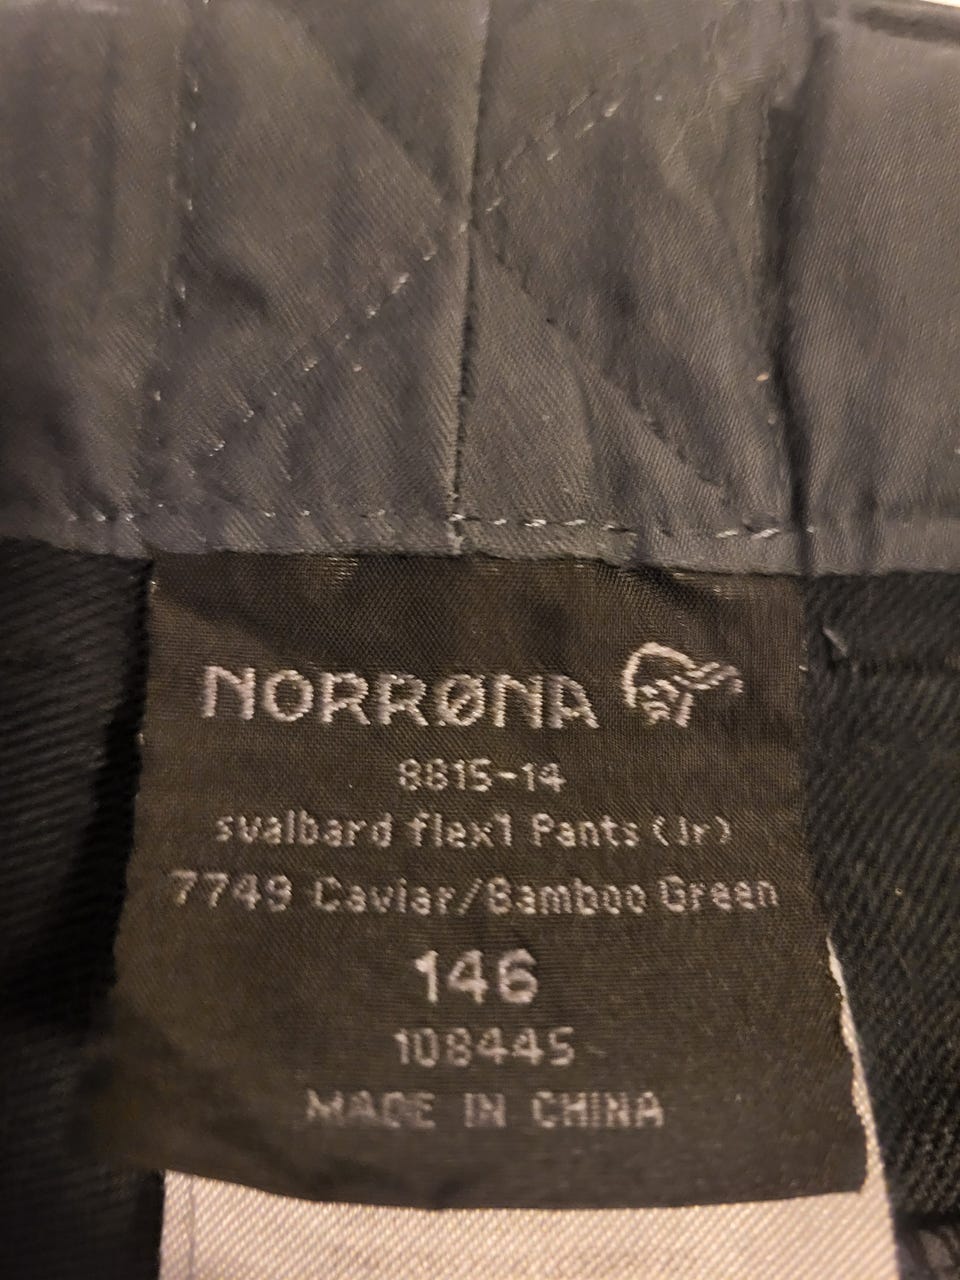 NORRØNA
8815-14
svalbard flex1 Pants (Jr)
7749 Caviar/Bamboo Green
146
108445
MADE IN CHINA